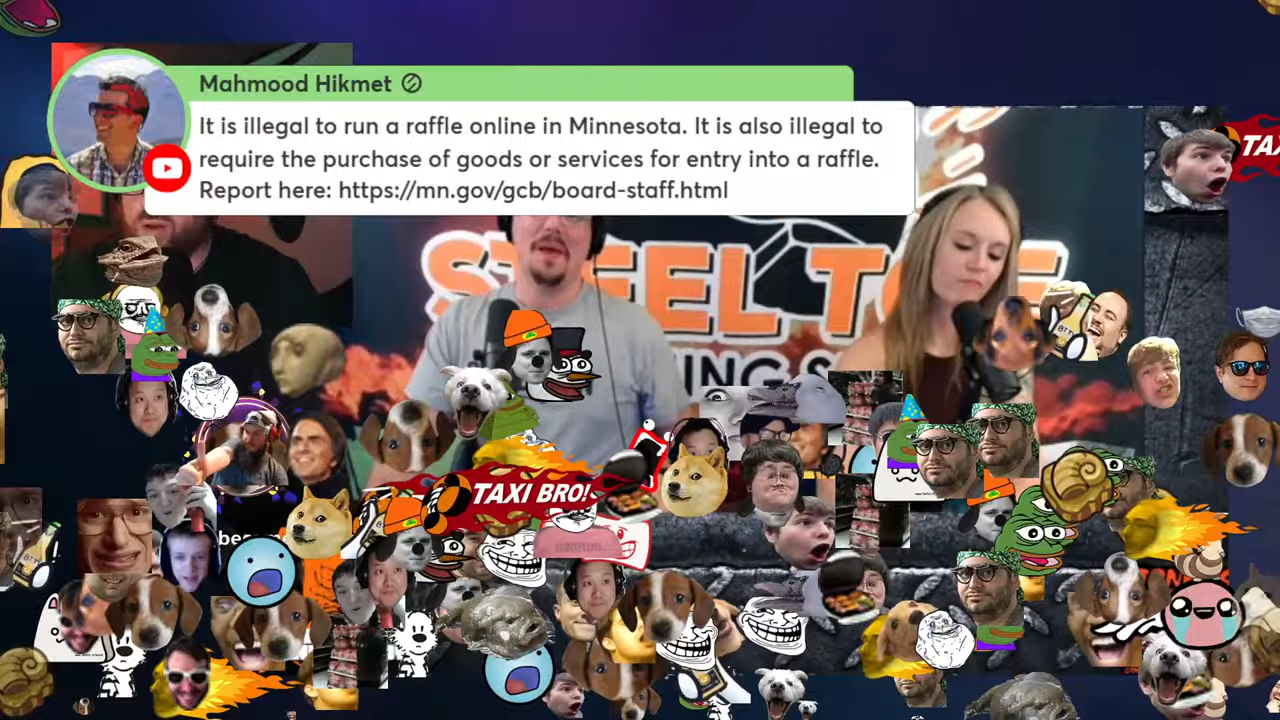 Mahmood Hikmet
It is illegal to run a raffle online in Minnesota. It is also illegal to
require the purchase of goods or services for entry into a raffle.
Report here: https://mn.gov/gcb/board-staff.html
TAXI BRO!